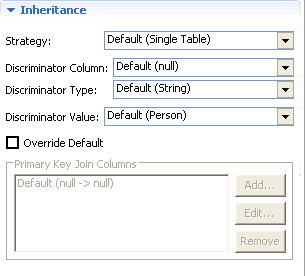 Inheritance
Strategy: Default (Single Table)
Discriminator Column: Default (null)
Discriminator Type: Default (String)
Discriminator Value: Default (Person)
Override Default
Primary Key Join Columns
Default (null -> null)
Add...
Edit...
Remove